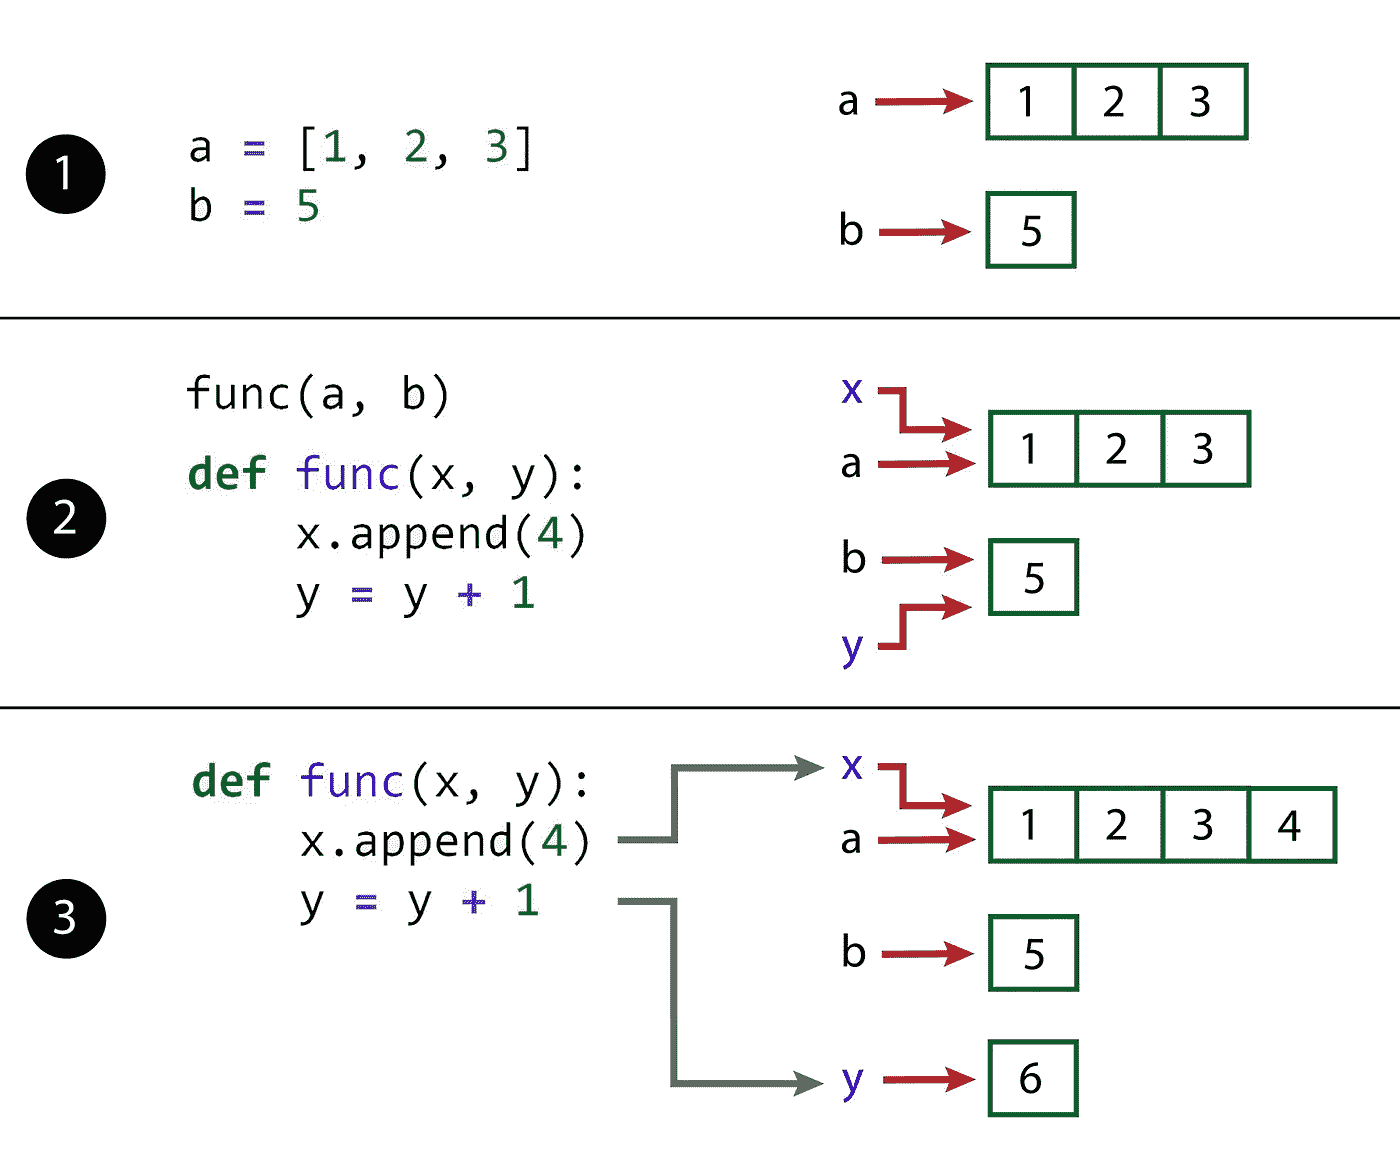 1
a = [1, 2, 3]
b = 5
a 1 2 3
b 5
2
func(a, b)
def func(x, y):
    x.append(4)
    y = y + 1
x
a 1 2 3
b 5
y
3
def func(x, y):
    x.append(4)
    y = y + 1
x
a 1 2 3 4
b 5
y 6